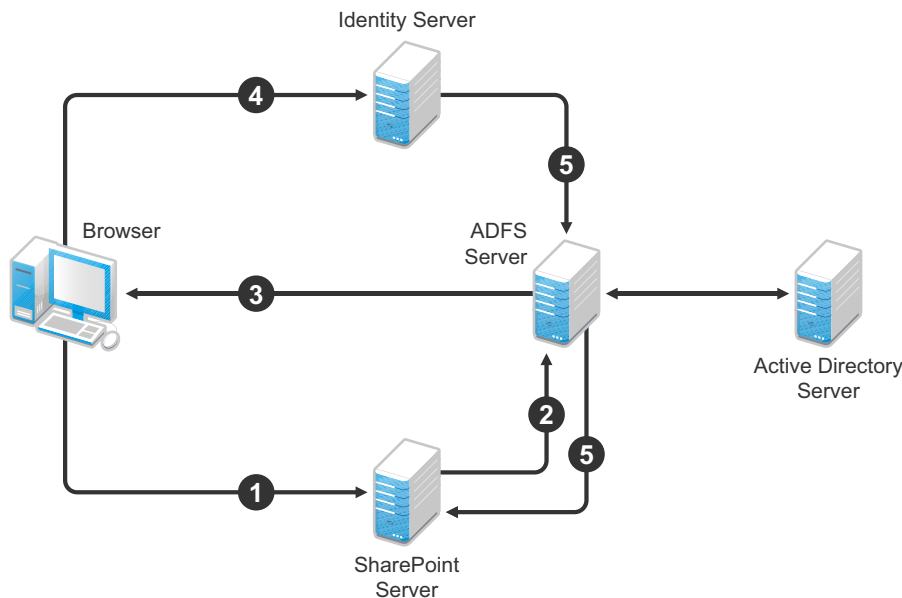 Identity Server
4
5
Browser
ADFS
Server
3
Active Directory
Server
2
5
1
SharePoint
Server